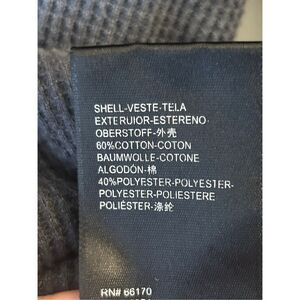 SHELL-VESTE-TELA
EXTERUIOR-ESTERENO
OBERSTOFF-外壳
60%COTTON-COTON
BAUMWOLLE-COTONE
ALGODÓN-棉
40%POLYESTER-POLYESTER-
POLYESTER-POLIESTERE
POLIÉSTER-涤纶
RN# 66170